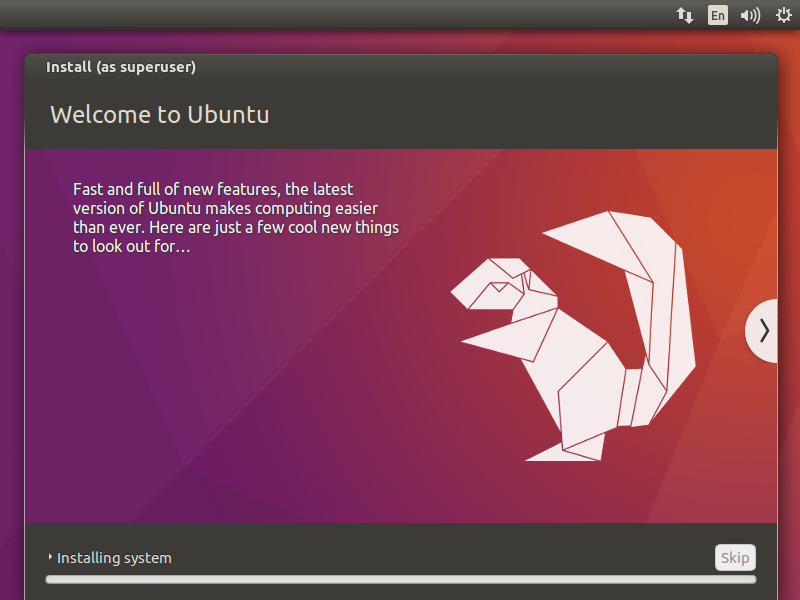 En
Install (as superuser)
Welcome to Ubuntu
Fast and full of new features, the latest
version of Ubuntu makes computing easier
than ever. Here are just a few cool new things
to look out for…
Installing system
Skip